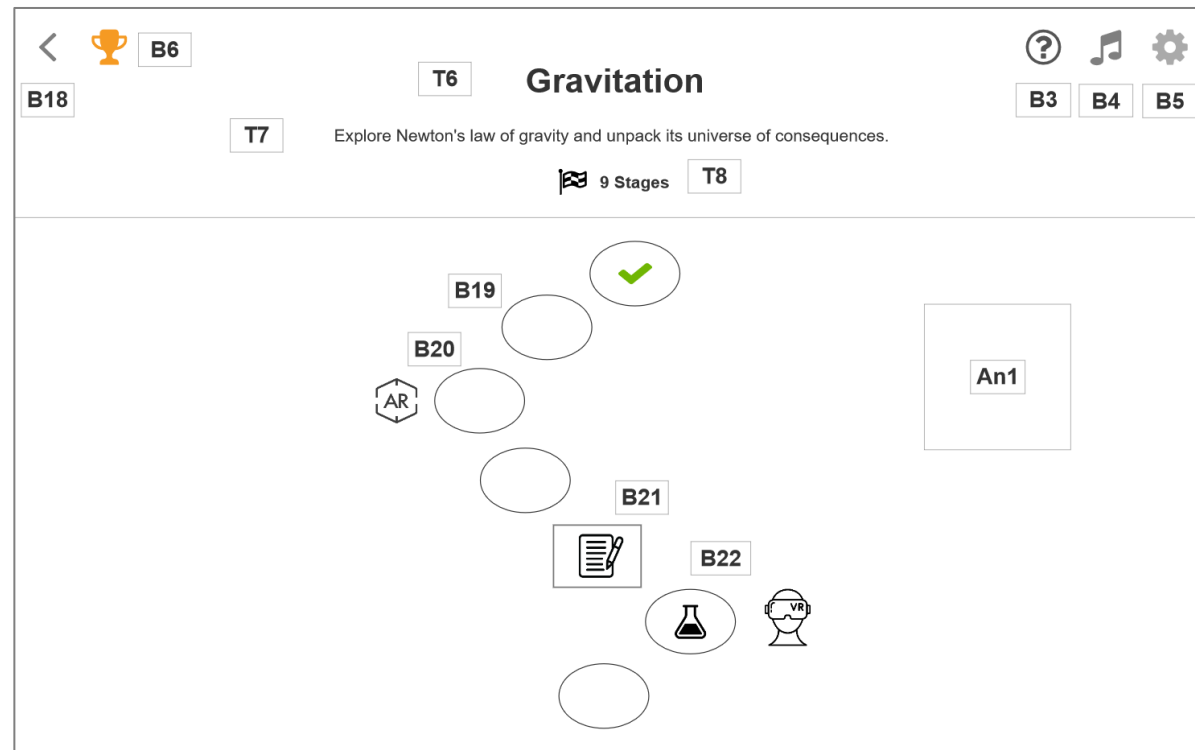 B6
?
B18
T6
Gravitation
B3
B4
B5
T7
Explore Newton's law of gravity and unpack its universe of consequences.
9 Stages
T8
B19
B20
AR
An1
B21
B22
VR